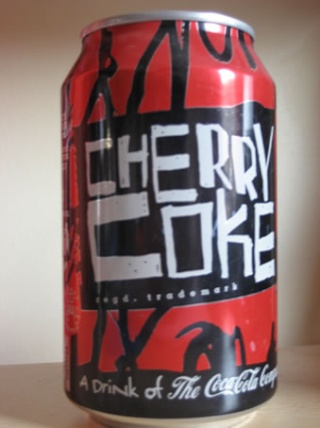 CHERRY
COKE
regd. trademark
A DRiNK of The Coca-Cola